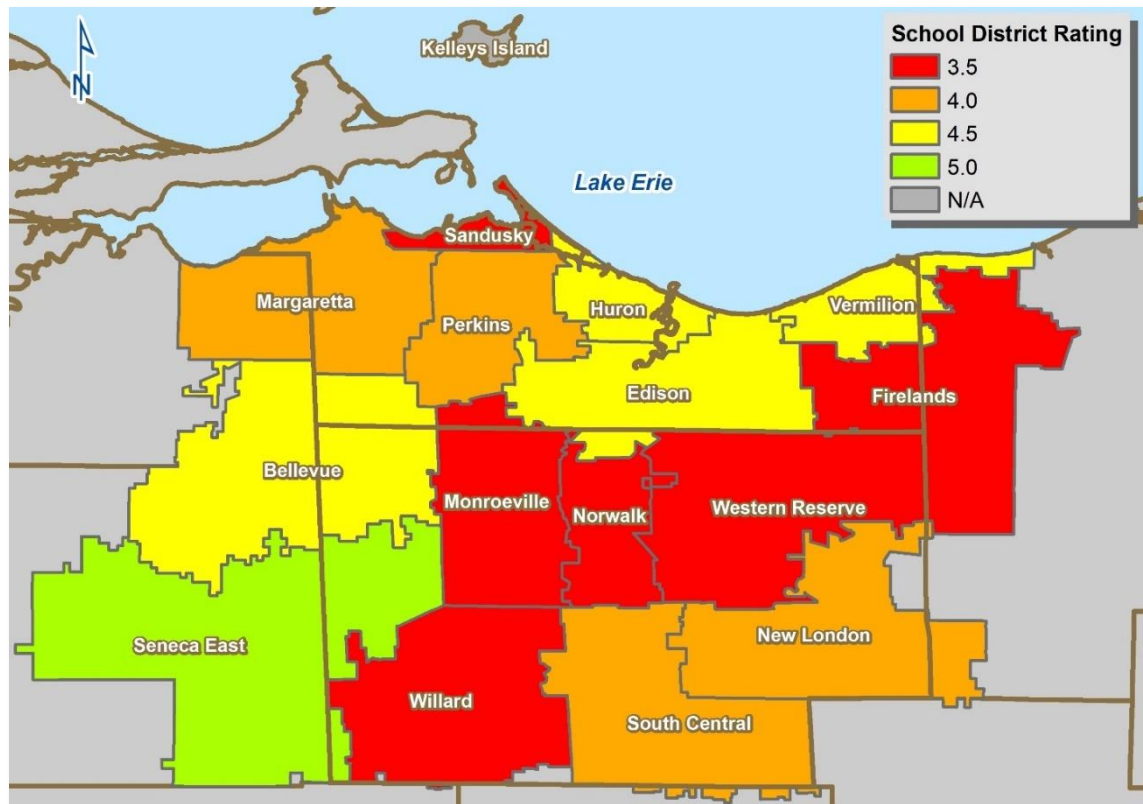 Kelleys Island
School District Rating
3.5
4.0
4.5
5.0
N/A
N
Lake Erie
Sandusky
Margaretta
Huron
Vermilion
Perkins
Edison
Firelands
Bellevue
Monroeville
Norwalk
Western Reserve
Seneca East
New London
Willard
South Central